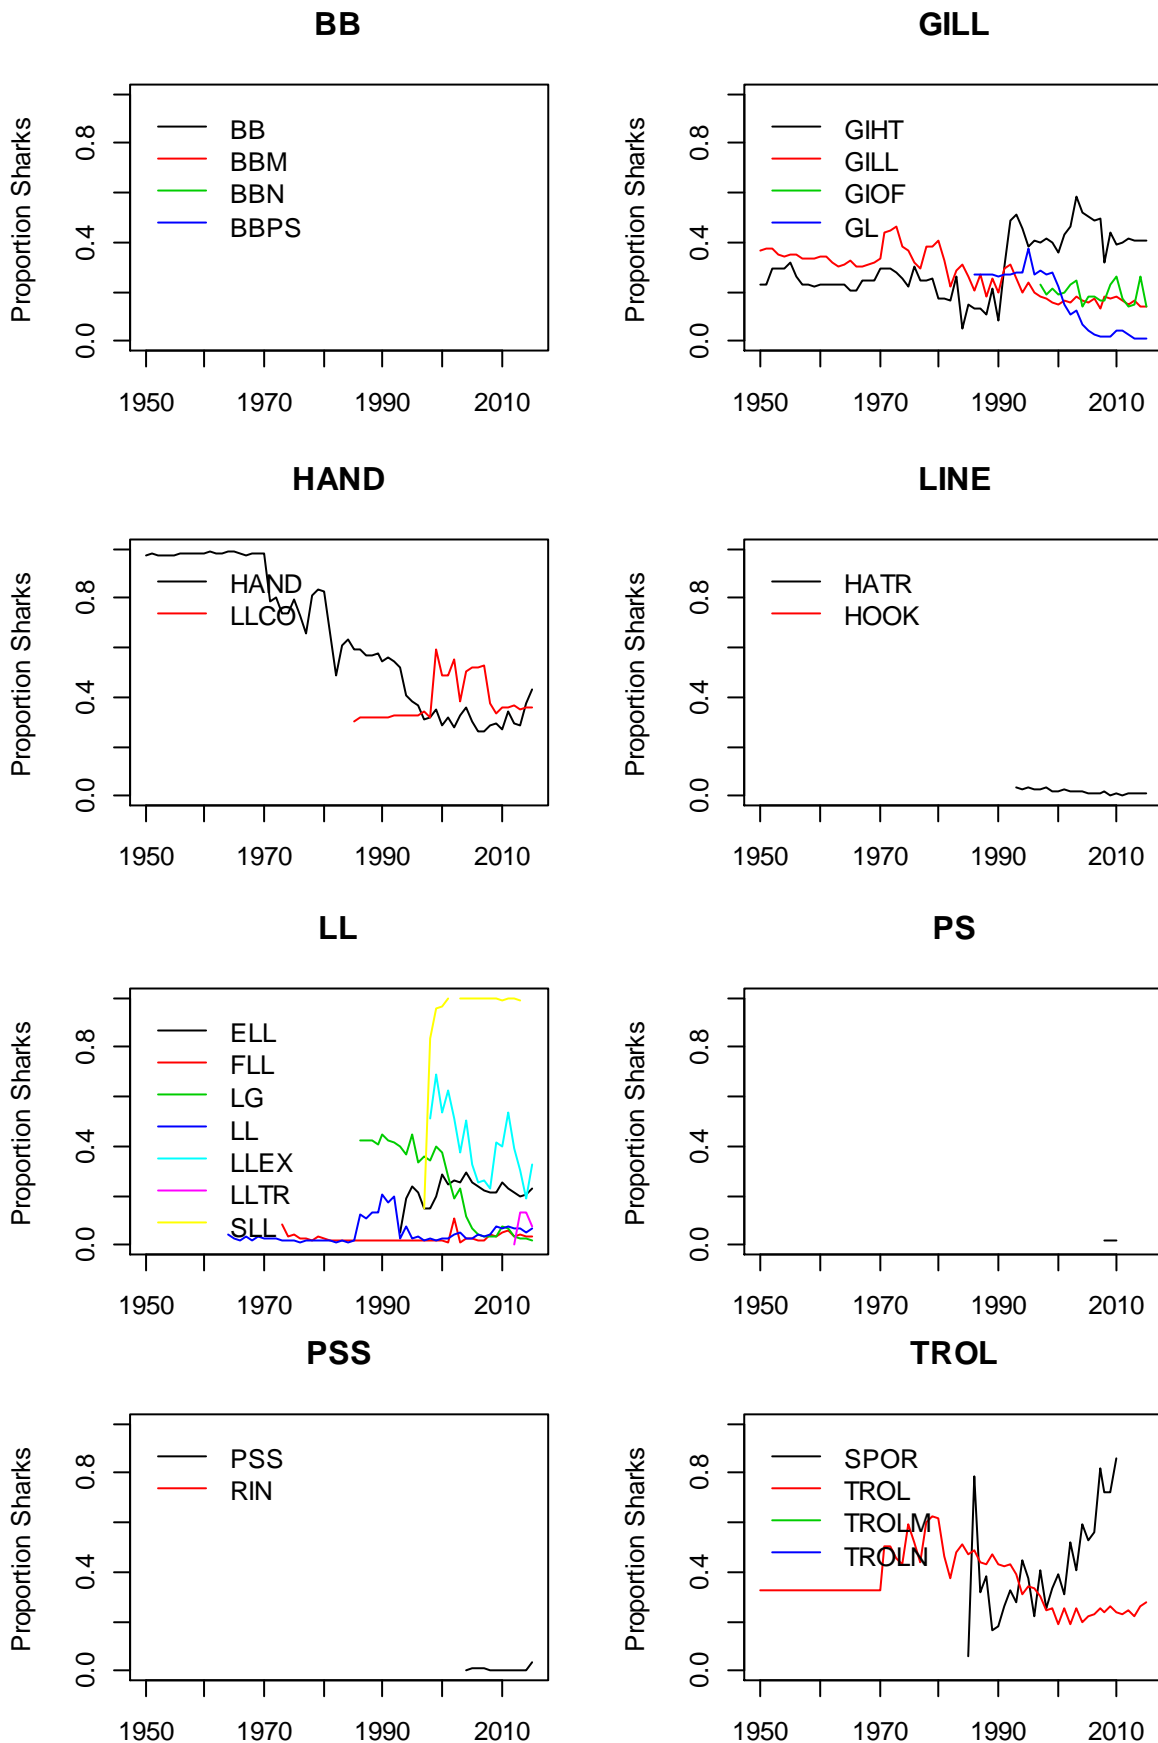 BB
Proportion Sharks
0.0 0.4 0.8
BB
BBM
BBN
BBPS
1950 1970 1990 2010
GILL
Proportion Sharks
0.0 0.4 0.8
GIHT
GILL
GIOF
GL
1950 1970 1990 2010
HAND
Proportion Sharks
0.0 0.4 0.8
HAND
LLCO
1950 1970 1990 2010
LINE
Proportion Sharks
0.0 0.4 0.8
HATR
HOOK
1950 1970 1990 2010
LL
Proportion Sharks
0.0 0.4 0.8
ELL
FLL
LG
LL
LLEX
LLTR
SLL
1950 1970 1990 2010
PS
Proportion Sharks
0.0 0.4 0.8
1950 1970 1990 2010
PSS
Proportion Sharks
0.0 0.4 0.8
PSS
RIN
1950 1970 1990 2010
TROL
Proportion Sharks
0.0 0.4 0.8
SPOR
TROL
TROLM
TROLN
1950 1970 1990 2010